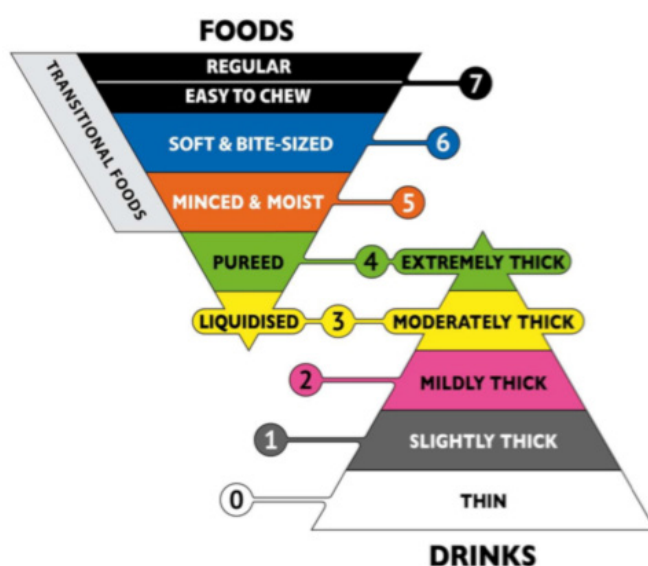 FOODS
TRANSITIONAL FOODS
REGULAR
7
EASY TO CHEW
SOFT & BITE-SIZED 6
MINCED & MOIST 5
PUREED 4 EXTREMELY THICK
LIQUIDISED 3 MODERATELY THICK
2 MILDLY THICK
1 SLIGHTLY THICK
0 THIN
DRINKS